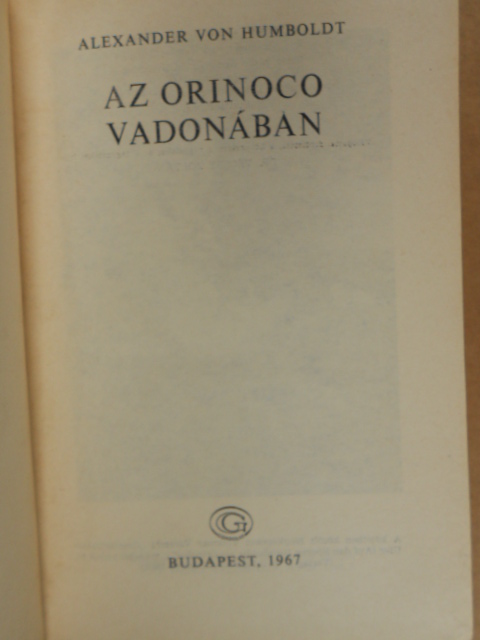 ALEXANDER VON HUMBOLDT
AZ ORINOCO
VADONÁBAN
G
BUDAPEST, 1967